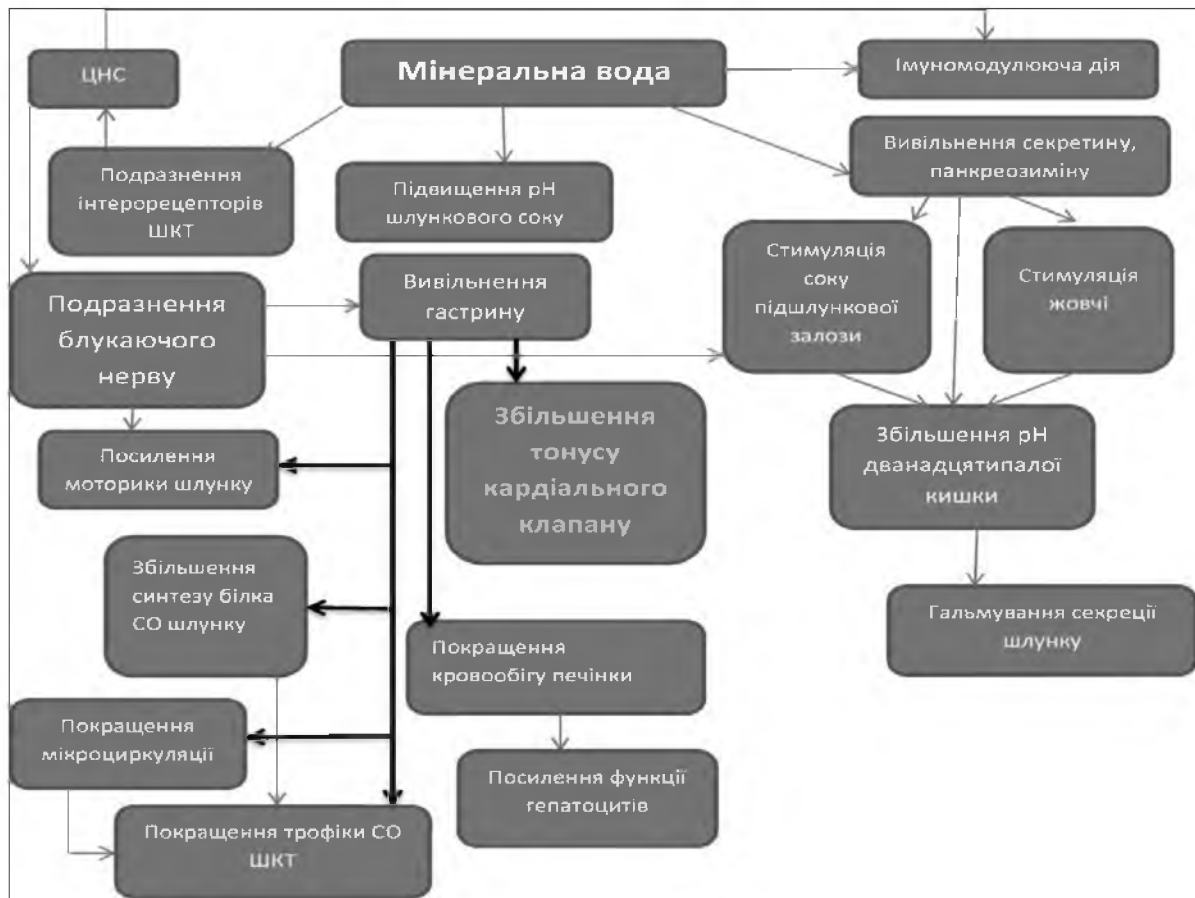 ЦНС
Мінеральна вода
Імуномодулююча дія
Подразнення
інтерорецепторів
ШКТ
Підвищення pH
шлункового соку
Вивільнення секретину,
панкреозиміну
Подразнення
блукаючого
нерву
Вивільнення
гастрину
Стимуляція
соку
підшлункової
залози
Стимуляція
жовчі
Посилення
моторики шлунку
Збільшення
тонусу
кардіального
клапану
Збільшення pH
дванадцятипалої
кишки
Збільшення
синтезу білка
СО шлунку
Покращення
кровообігу печінки
Гальмування секреції
шлунку
Покращення
мікроциркуляції
Посилення функції
гепатоцитів
Покращення трофіки СО
ШКТ